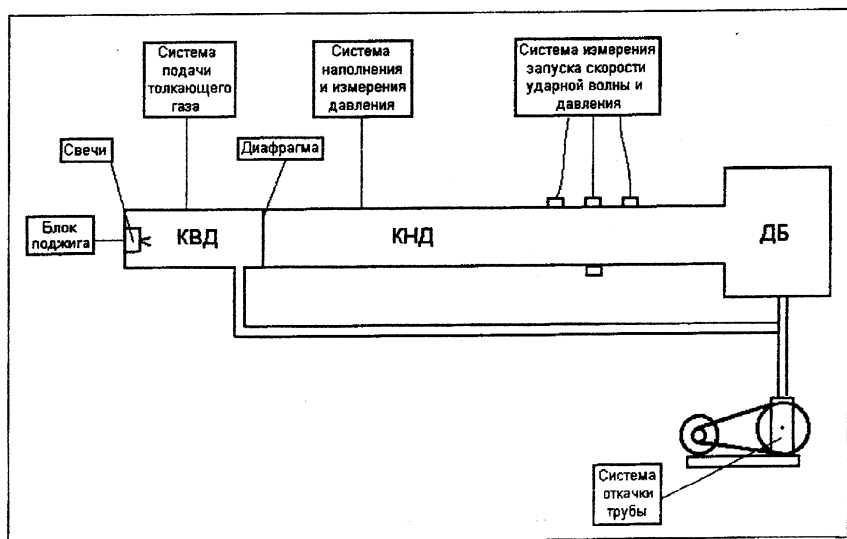 Система
подачи
толкающего
газа
Система
наполнения
и измерения
давления
Система измерения
запуска скорости
ударной волны и
давления
Свечи
Диафрагма
Блок
поджига
КВД
КНД
ДБ
Система
откачки
трубы